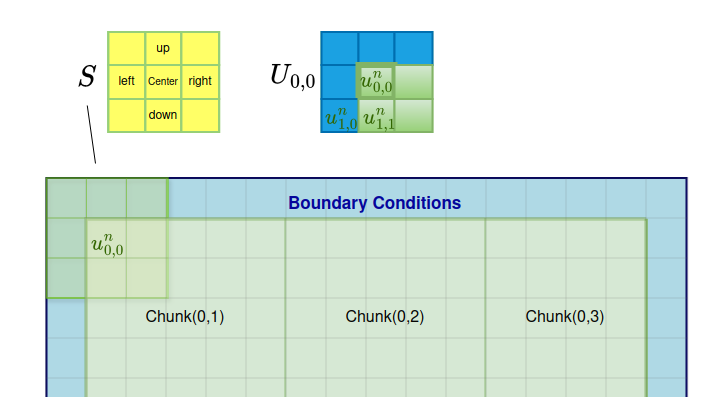 up
S
left Center right
down
U_{0,0}
u^n_{0,0}
u^n_{1,0} u^n_{1,1}
Boundary Conditions
u^n_{0,0}
Chunk(0,1) Chunk(0,2) Chunk(0,3)